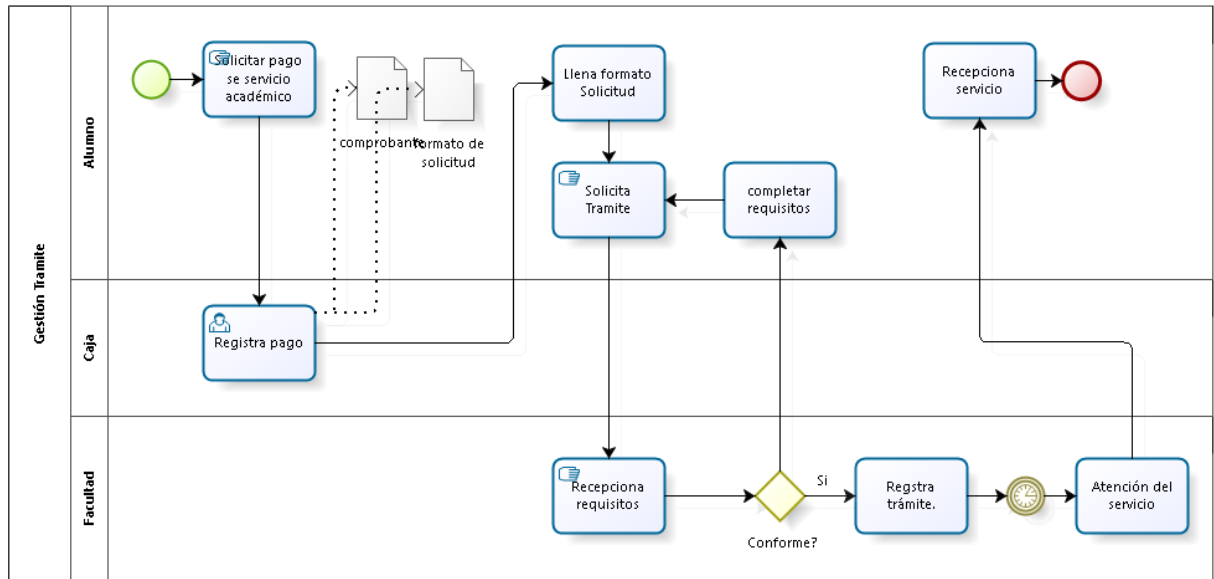 Gestión Tramite
Alumno
Solicitar pago
se servicio
académico
comprobante
formato de
solicitud
Llena formato
Solicitud
Solicita
Tramite
completar
requisitos
Recepciona
servicio
Caja
Registra pago
Facultad
Recepciona
requisitos
Conforme?
Si
Regstra
trámite.
Atención del
servicio